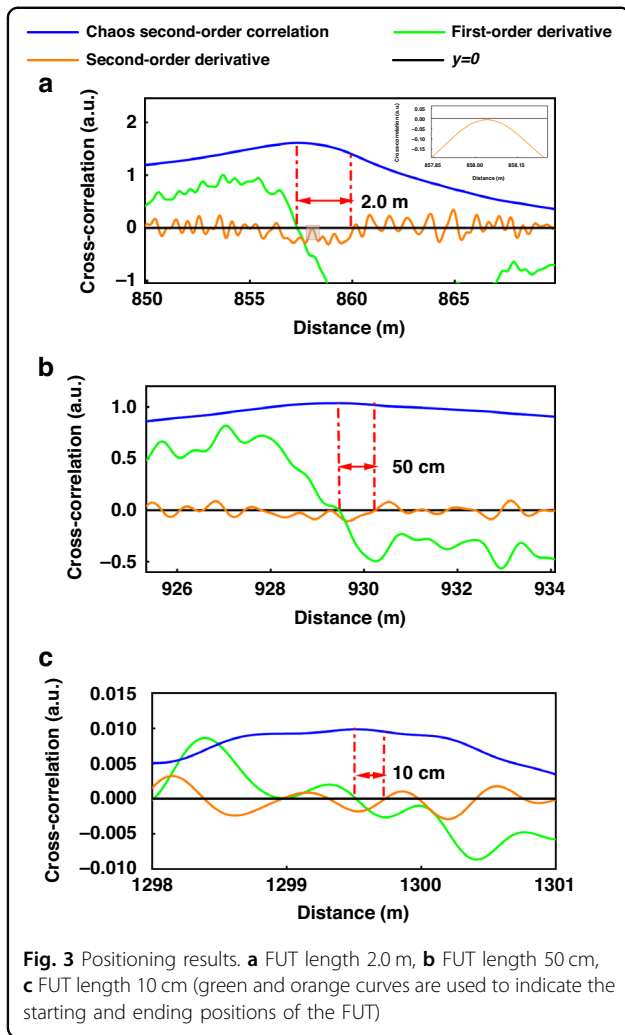 Chaos second-order correlation
First-order derivative
Second-order derivative
y=0
a
Cross-correlation (a.u.)
2
1
0
−1
850
855
860
865
Distance (m)
2.0 m
Cross-correlation (a.u.)
0.05
0.00
−0.05
−0.10
−0.15
857.85
858.00
858.15
Distance (m)
b
Cross-correlation (a.u.)
1.0
0.5
0.0
−0.5
926
928
930
932
934
Distance (m)
50 cm
c
Cross-correlation (a.u.)
0.015
0.010
0.005
0.000
−0.005
−0.010
1298
1299
1300
1301
Distance (m)
10 cm
Fig. 3 Positioning results. a FUT length 2.0 m, b FUT length 50 cm,
c FUT length 10 cm (green and orange curves are used to indicate the
starting and ending positions of the FUT)